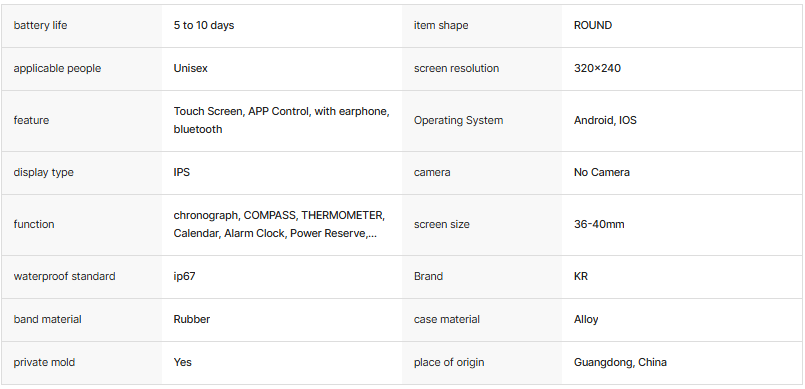 battery life
5 to 10 days
item shape
ROUND
applicable people
Unisex
screen resolution
320×240
feature
Touch Screen, APP Control, with earphone,
bluetooth
Operating System
Android, IOS
display type
IPS
camera
No Camera
function
chronograph, COMPASS, THERMOMETER,
Calendar, Alarm Clock, Power Reserve,...
screen size
36-40mm
waterproof standard
ip67
Brand
KR
band material
Rubber
case material
Alloy
private mold
Yes
place of origin
Guangdong, China